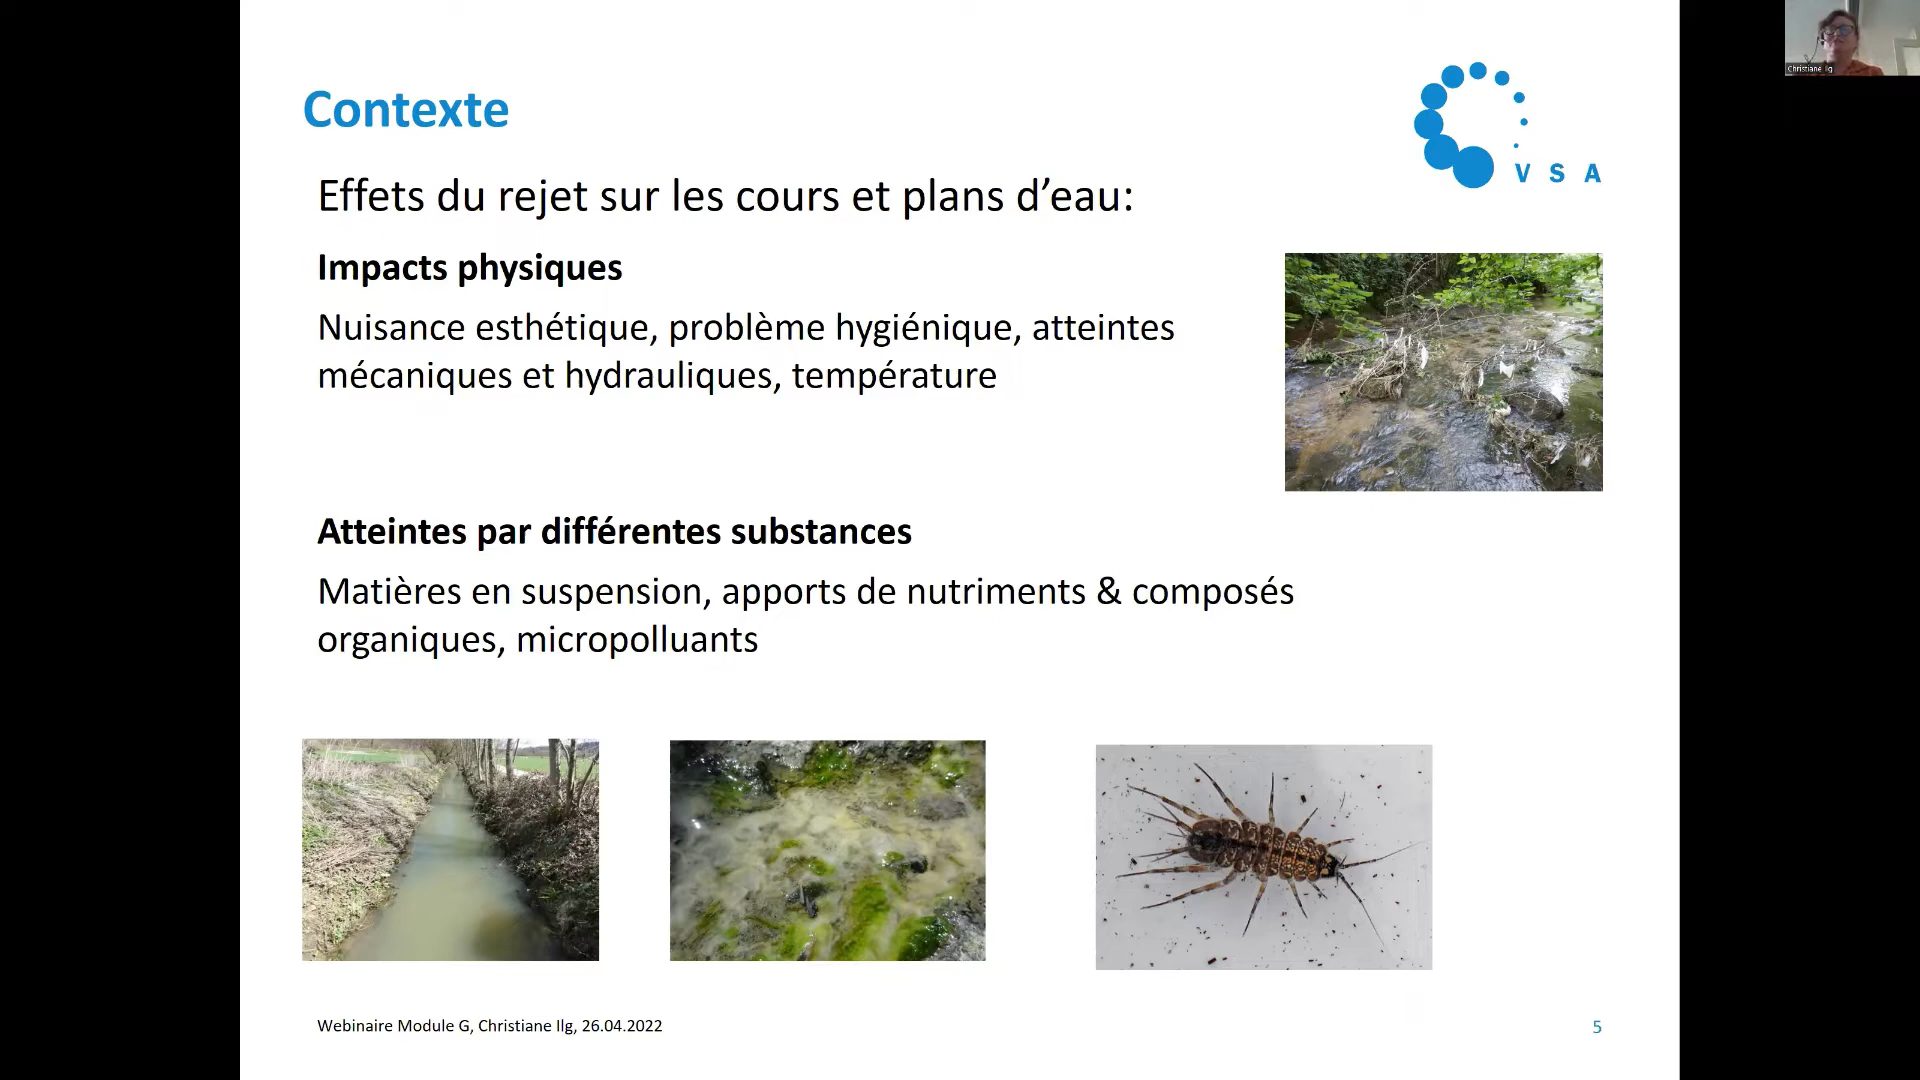 Contexte
VSA
Christiane Ilg
Effets du rejet sur les cours et plans d’eau:
Impacts physiques
Nuisance esthétique, problème hygiénique, atteintes
mécaniques et hydrauliques, température
Atteintes par différentes substances
Matières en suspension, apports de nutriments & composés
organiques, micropolluants
Webinaire Module G, Christiane Ilg, 26.04.2022
5